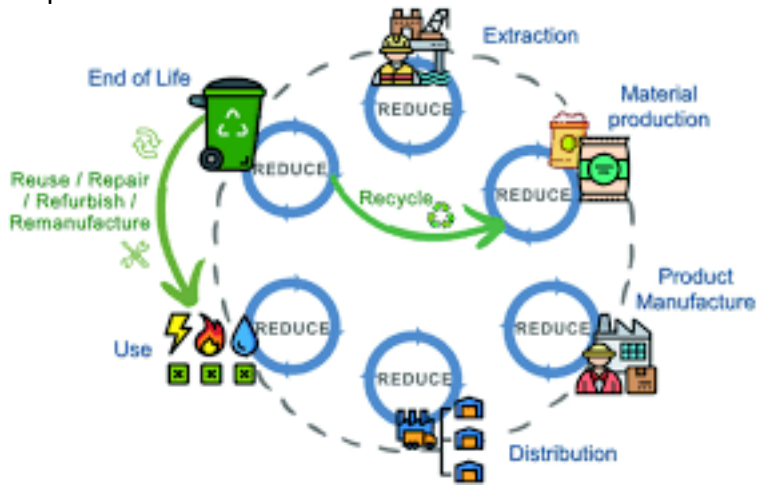 Extraction
End of Life
REDUCE
Material
production
REDUCE
REDUCE
Reuse / Repair
/ Refurbish /
Remanufacture
Recycle
Product
Manufacture
REDUCE
REDUCE
Use
REDUCE
Distribution